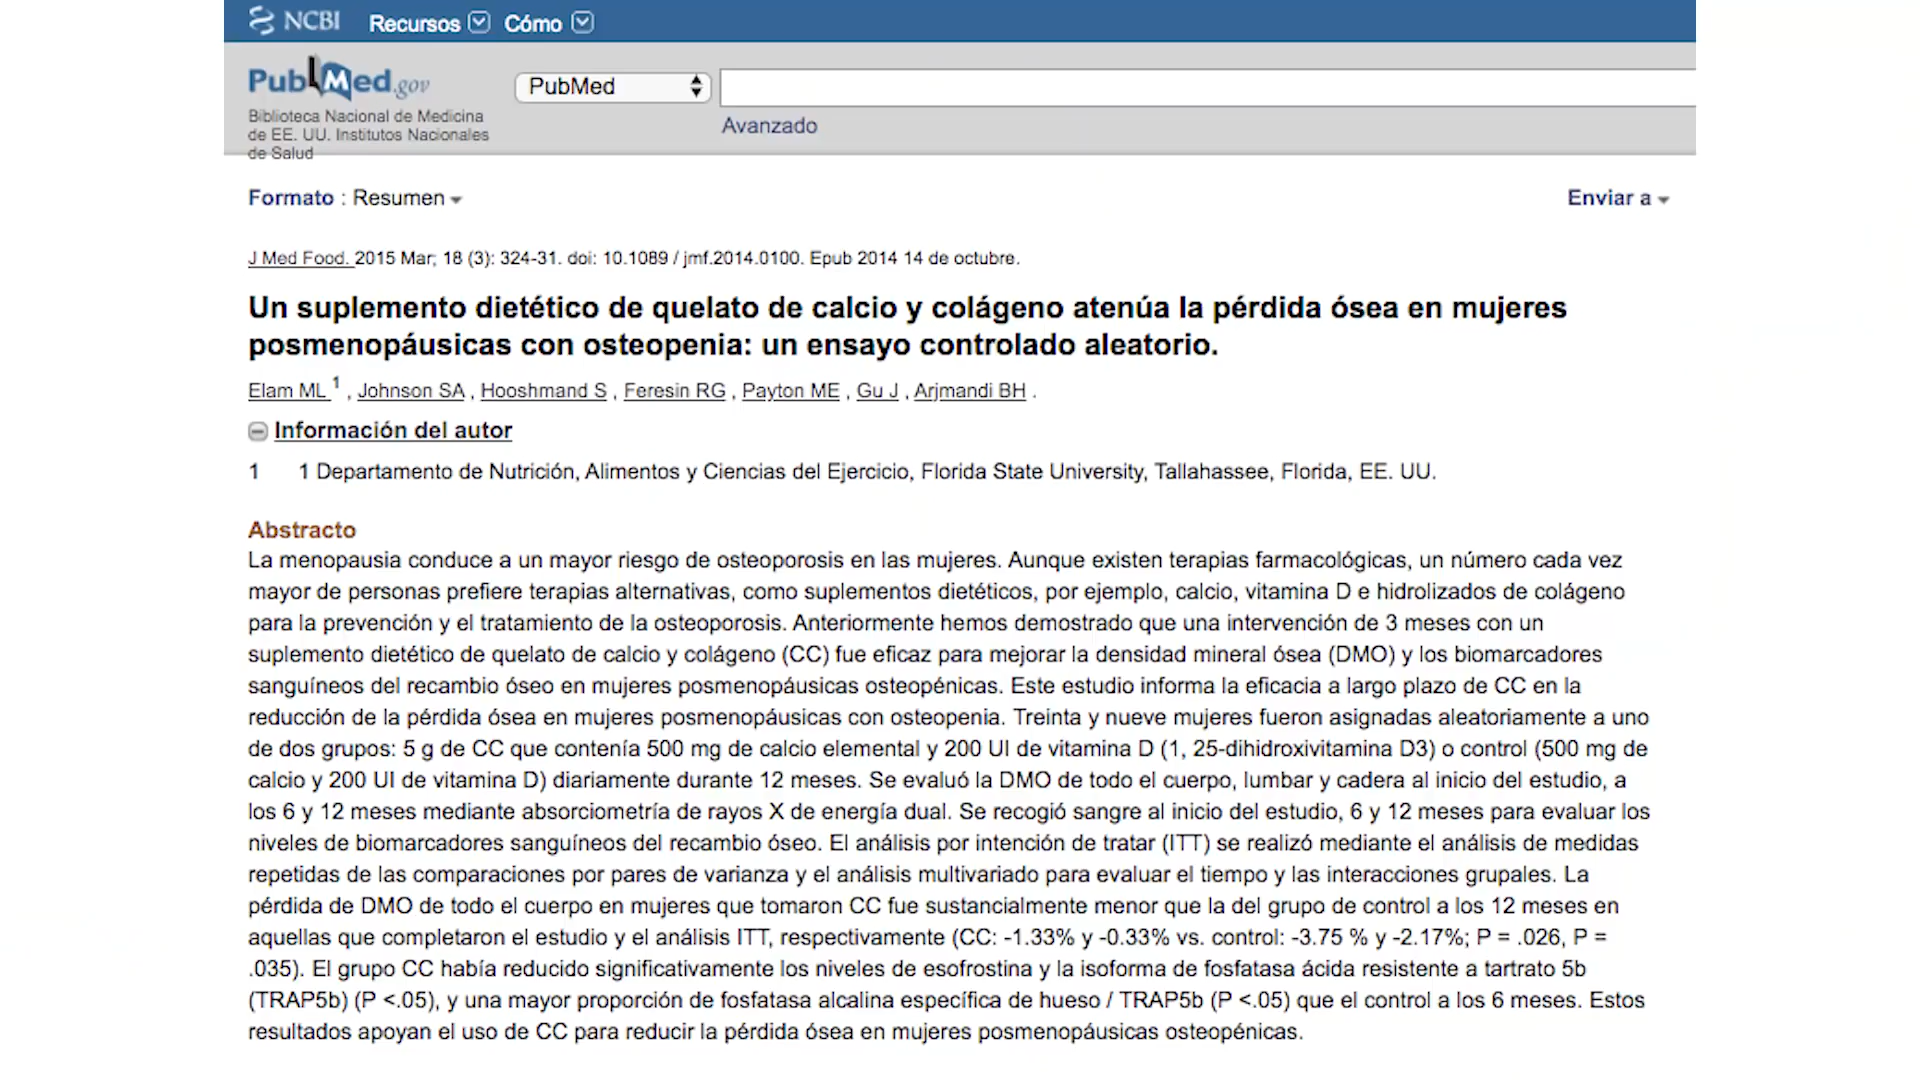 NCBI Recursos Cómo
PubMed.gov PubMed
Biblioteca Nacional de Medicina
de EE. UU. Institutos Nacionales
de Salud
Avanzado
Formato : Resumen Enviar a
J Med Food. 2015 Mar; 18 (3): 324-31. doi: 10.1089 / jmf.2014.0100. Epub 2014 14 de octubre.
Un suplemento dietético de quelato de calcio y colágeno atenúa la pérdida ósea en mujeres
posmenopáusicas con osteopenia: un ensayo controlado aleatorio.
Elam ML 1 , Johnson SA , Hooshmand S , Feresin RG , Payton ME , Gu J , Arjmandi BH .
Información del autor
1 1 Departamento de Nutrición, Alimentos y Ciencias del Ejercicio, Florida State University, Tallahassee, Florida, EE. UU.
Abstracto
La menopausia conduce a un mayor riesgo de osteoporosis en las mujeres. Aunque existen terapias farmacológicas, un número cada vez
mayor de personas prefiere terapias alternativas, como suplementos dietéticos, por ejemplo, calcio, vitamina D e hidrolizados de colágeno
para la prevención y el tratamiento de la osteoporosis. Anteriormente hemos demostrado que una intervención de 3 meses con un
suplemento dietético de quelato de calcio y colágeno (CC) fue eficaz para mejorar la densidad mineral ósea (DMO) y los biomarcadores
sanguíneos del recambio óseo en mujeres posmenopáusicas osteopénicas. Este estudio informa la eficacia a largo plazo de CC en la
reducción de la pérdida ósea en mujeres posmenopáusicas con osteopenia. Treinta y nueve mujeres fueron asignadas aleatoriamente a uno
de dos grupos: 5 g de CC que contenía 500 mg de calcio elemental y 200 UI de vitamina D (1, 25-dihidroxivitamina D3) o control (500 mg de
calcio y 200 UI de vitamina D) diariamente durante 12 meses. Se evaluó la DMO de todo el cuerpo, lumbar y cadera al inicio del estudio, a
los 6 y 12 meses mediante absorciometría de rayos X de energía dual. Se recogió sangre al inicio del estudio, 6 y 12 meses para evaluar los
niveles de biomarcadores sanguíneos del recambio óseo. El análisis por intención de tratar (ITT) se realizó mediante el análisis de medidas
repetidas de las comparaciones por pares de varianza y el análisis multivariado para evaluar el tiempo y las interacciones grupales. La
pérdida de DMO de todo el cuerpo en mujeres que tomaron CC fue sustancialmente menor que la del grupo de control a los 12 meses en
aquellas que completaron el estudio y el análisis ITT, respectivamente (CC: -1.33% y -0.33% vs. control: -3.75 % y -2.17%; P = .026, P =
.035). El grupo CC había reducido significativamente los niveles de esofrostina y la isoforma de fosfatasa ácida resistente a tartrato 5b
(TRAP5b) (P <.05), y una mayor proporción de fosfatasa alcalina específica de hueso / TRAP5b (P <.05) que el control a los 6 meses. Estos
resultados apoyan el uso de CC para reducir la pérdida ósea en mujeres posmenopáusicas osteopénicas.